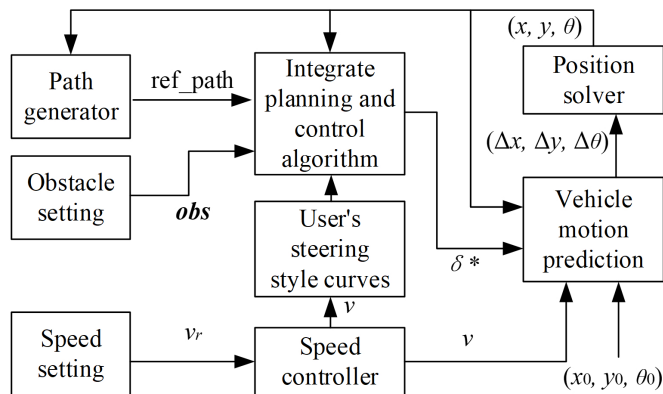 (x, y, θ)
Path
generator
ref_path
Integrate
planning and
control
algorithm
Position
solver
(Δx, Δy, Δθ)
Obstacle
setting
obs
User's
steering
style curves
Vehicle
motion
prediction
δ *
v
Speed
setting
vr
Speed
controller
v
(x0, y0, θ0)